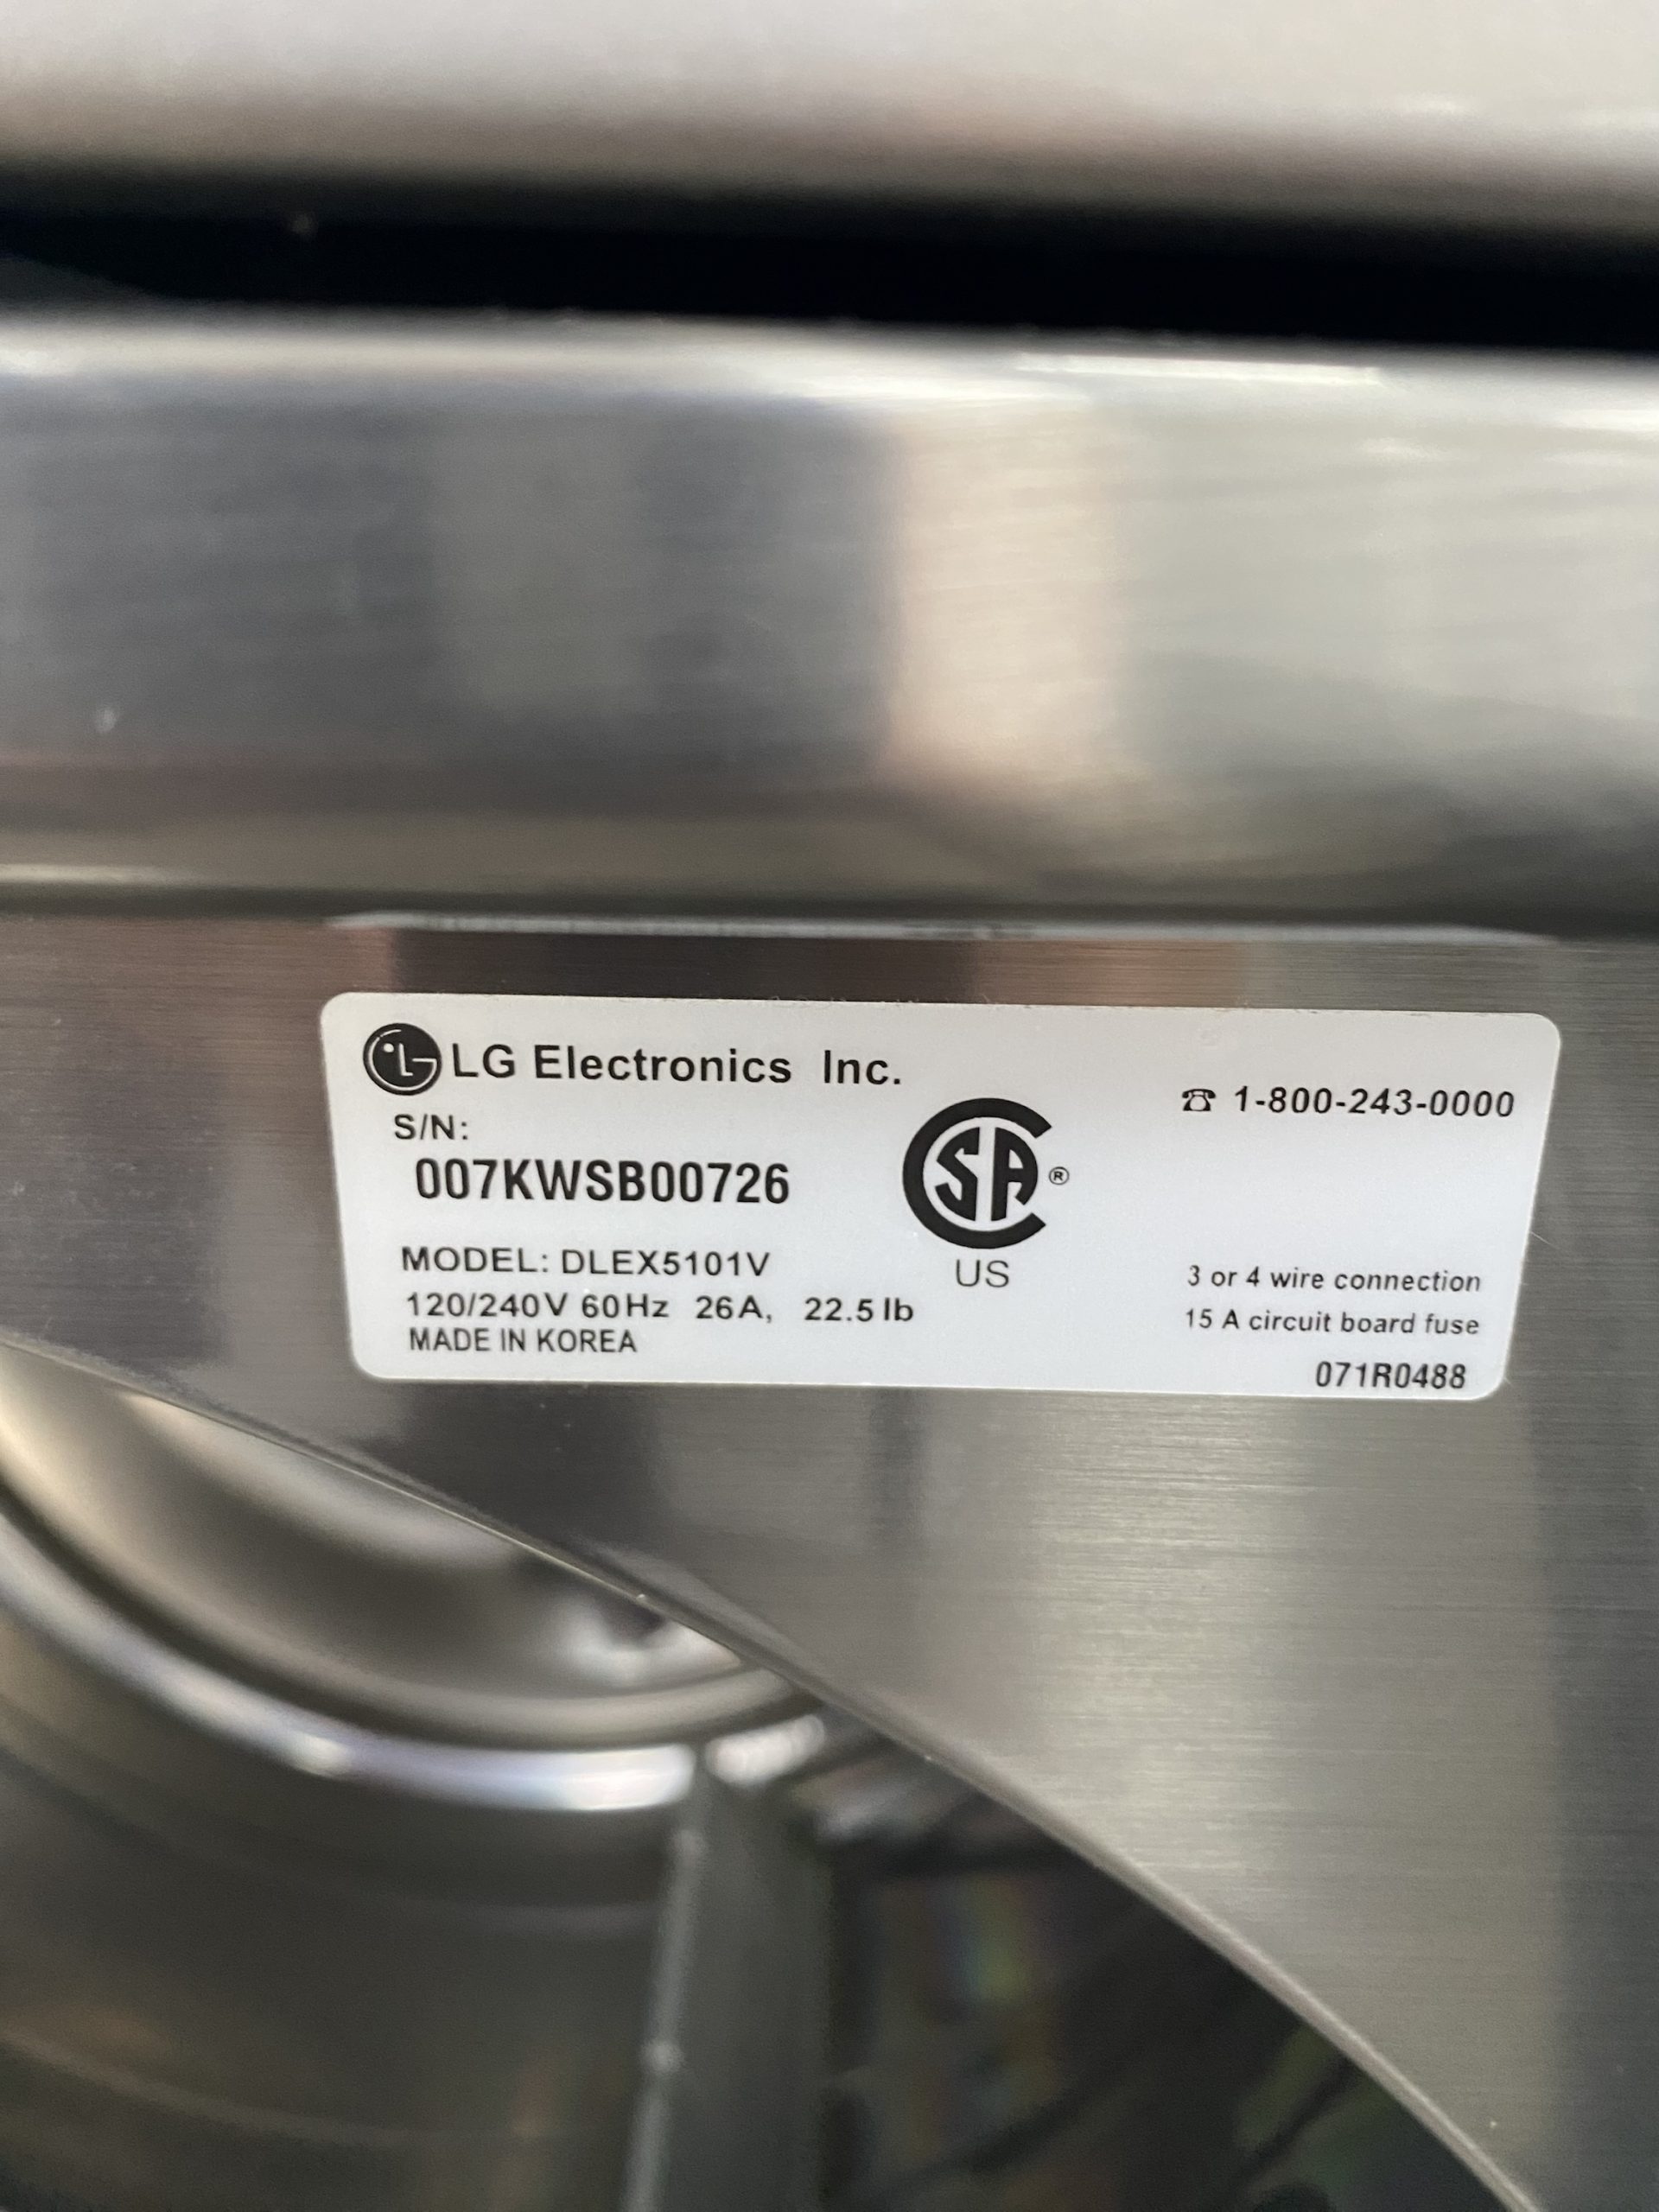 LG Electronics Inc.
☎ 1-800-243-0000
S/N:
007KWSB00726
SA ®
US
MODEL: DLEX5101V
120/240V 60Hz 26A, 22.5 lb
MADE IN KOREA
3 or 4 wire connection
15 A circuit board fuse
071R0488